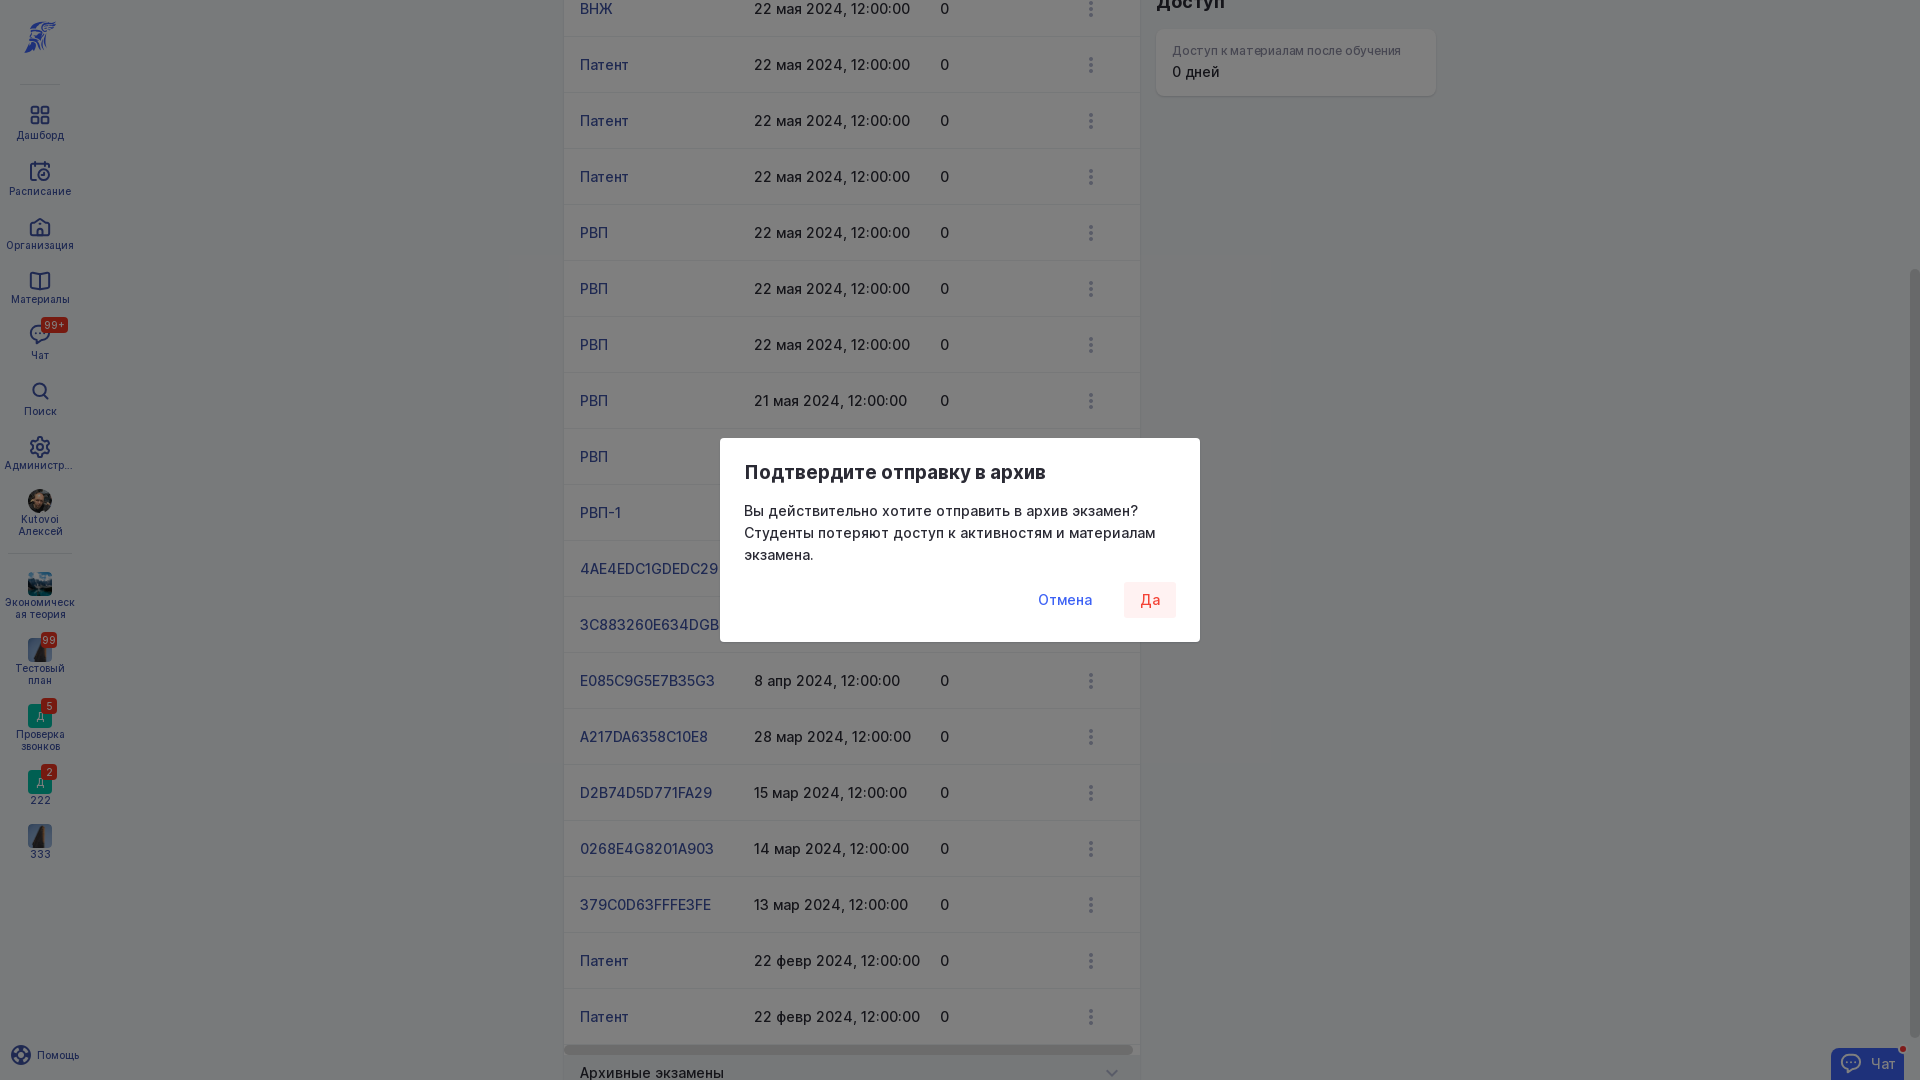 Дашборд
Расписание
Организация
Материалы
99+
Чат
Поиск
Администр...
Kutovoi
Алексей
Экономическ
ая теория
99
Тестовый
план
5
Д
Проверка
звонков
2
Д
222
333
Помощь
ВНЖ 22 мая 2024, 12:00:00 0
Патент 22 мая 2024, 12:00:00 0
Патент 22 мая 2024, 12:00:00 0
Патент 22 мая 2024, 12:00:00 0
РВП 22 мая 2024, 12:00:00 0
РВП 22 мая 2024, 12:00:00 0
РВП 22 мая 2024, 12:00:00 0
РВП 21 мая 2024, 12:00:00 0
РВП
РВП-1
4AE4EDC1GDEDC29
3C883260E634DGB
E085C9G5E7B35G3 8 апр 2024, 12:00:00 0
A217DA6358C10E8 28 мар 2024, 12:00:00 0
D2B74D5D771FA29 15 мар 2024, 12:00:00 0
0268E4G8201A903 14 мар 2024, 12:00:00 0
379C0D63FFFE3FE 13 мар 2024, 12:00:00 0
Патент 22 февр 2024, 12:00:00 0
Патент 22 февр 2024, 12:00:00 0
Архивные экзамены
Подтвердите отправку в архив
Вы действительно хотите отправить в архив экзамен?
Студенты потеряют доступ к активностям и материалам
экзамена.
Отмена Да
Доступ
Доступ к материалам после обучения
0 дней
Чат